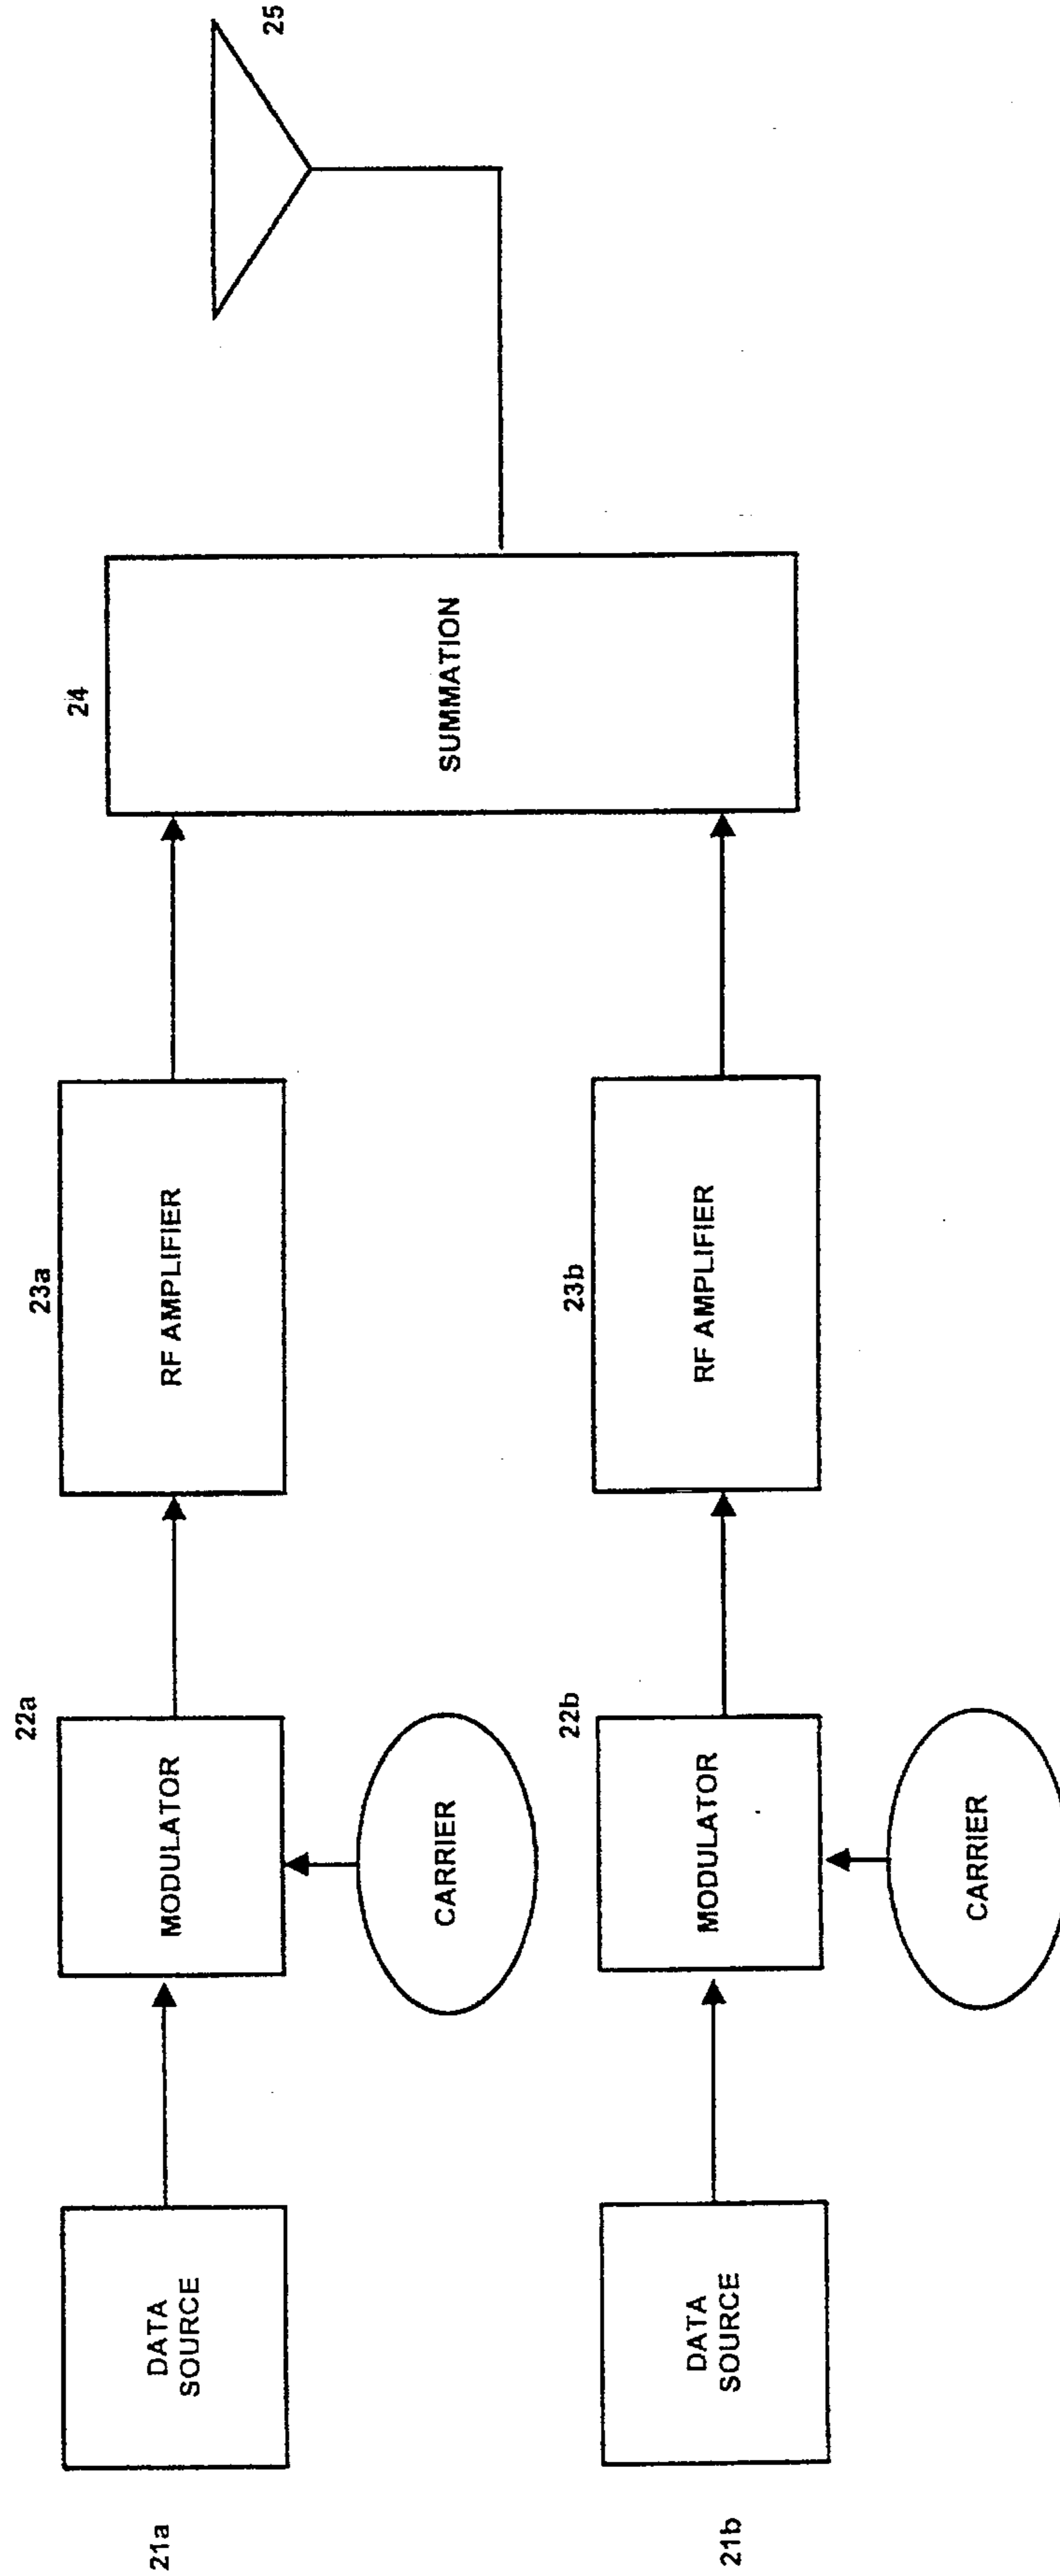 21a
DATA
SOURCE
22a
MODULATOR
CARRIER
23a
RF AMPLIFIER
24
SUMMATION
25
21b
DATA
SOURCE
22b
MODULATOR
CARRIER
23b
RF AMPLIFIER